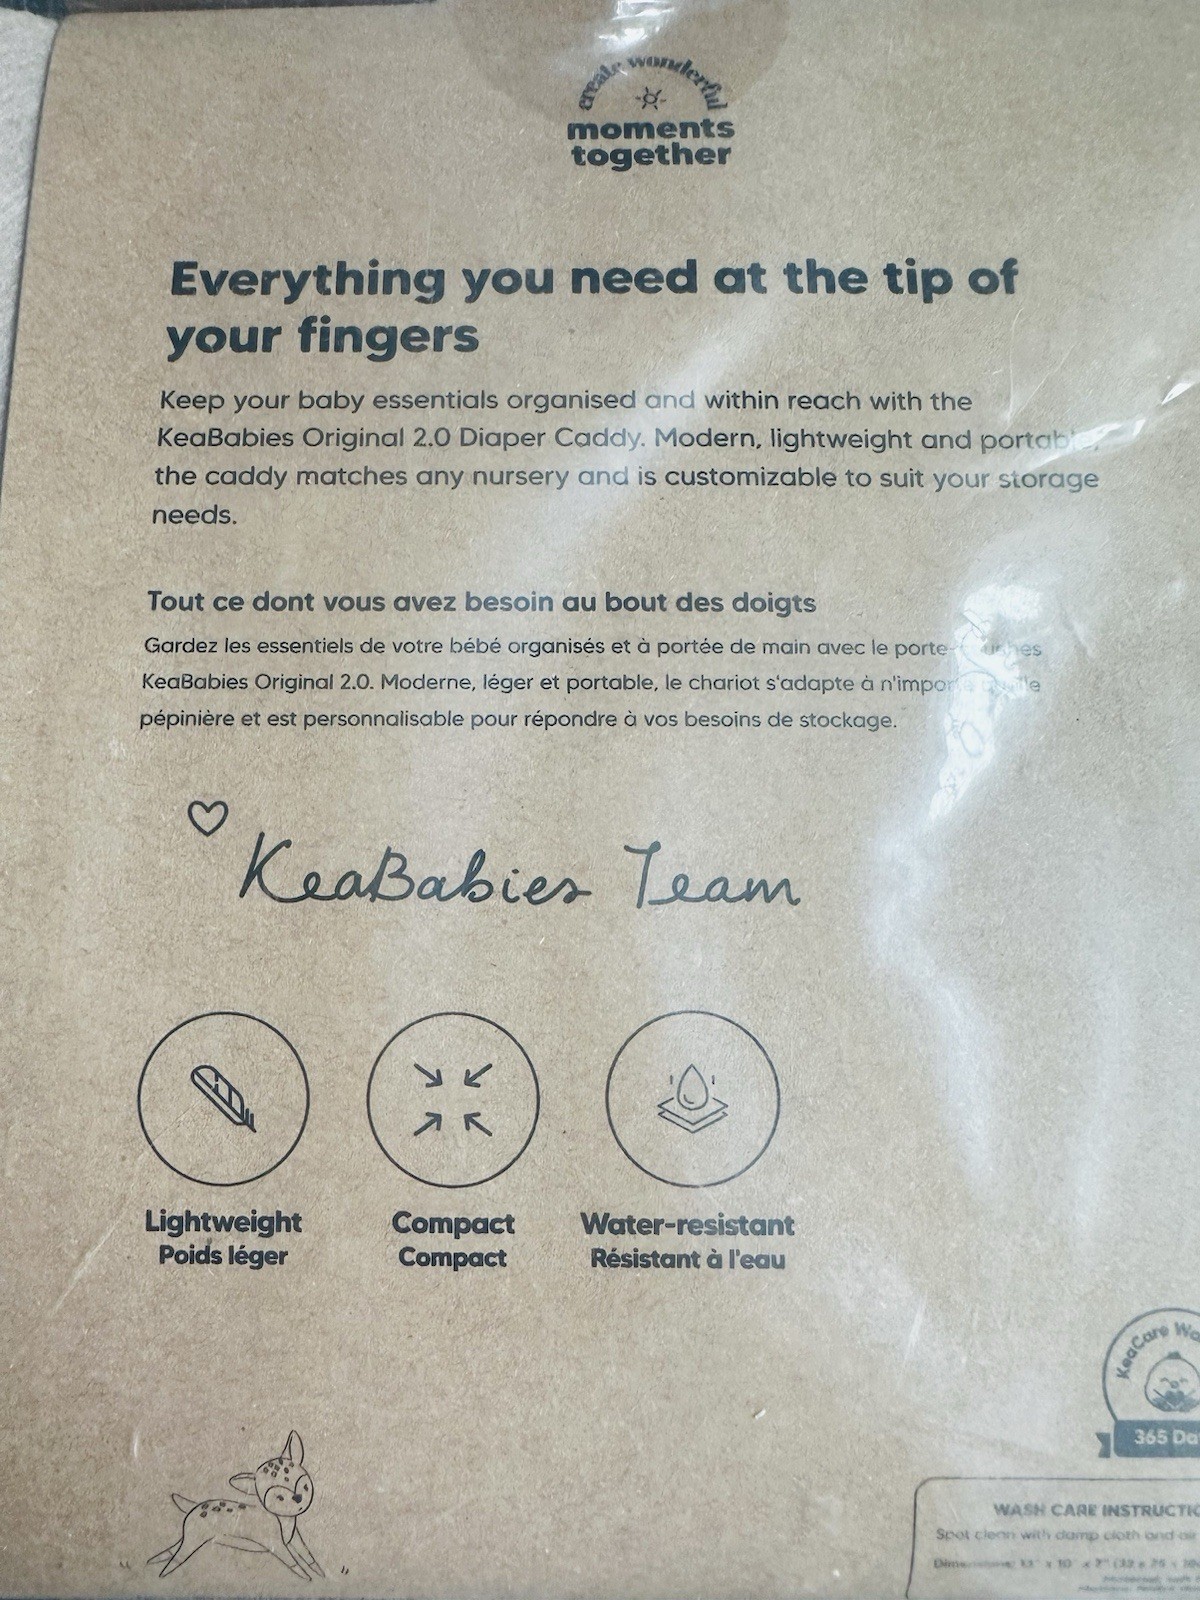 create wonderful
moments
together
Everything you need at the tip of
your fingers
Keep your baby essentials organised and within reach with the
KeaBabies Original 2.0 Diaper Caddy. Modern, lightweight and portable,
the caddy matches any nursery and is customizable to suit your storage
needs.
Tout ce dont vous avez besoin au bout des doigts
Gardez les essentiels de votre bébé organisés et à portée de main avec le
KeaBabies Original 2.0. Moderne, léger et portable, le chariot s'adapte à
pépinière et est personnalisable pour répondre à vos besoins de stockage.
KeaBabies Team
Lightweight
Poids léger
Compact
Compact
Water-resistant
Résistant à l'eau
KeaCare
365
WASH CARE
Spot clean with damp cloth and
Dimensions: 13" x 10" x 7"